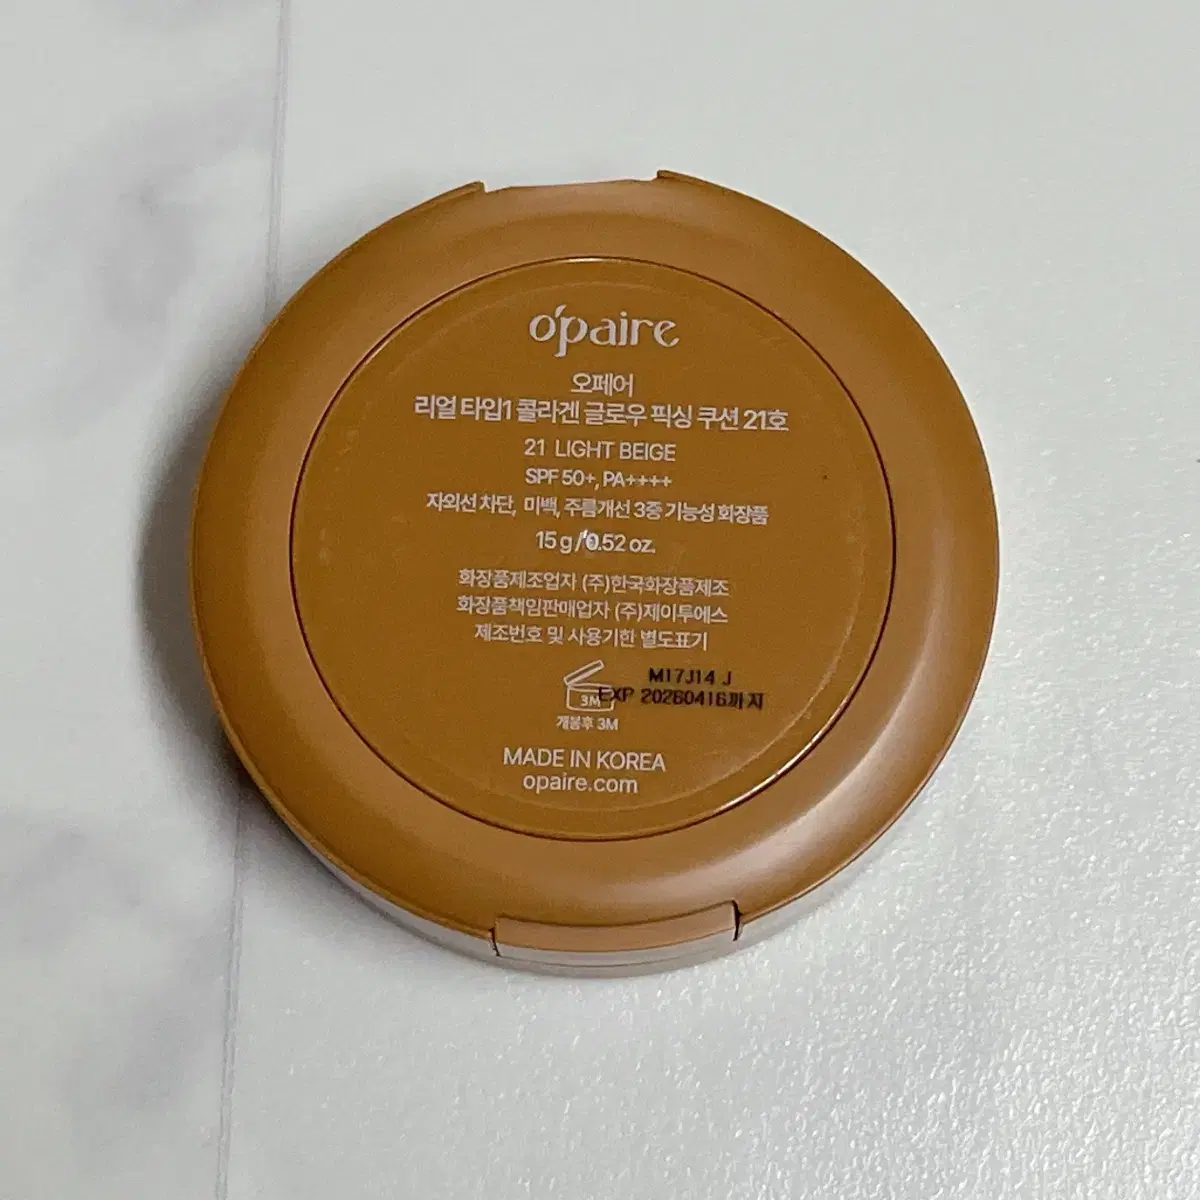 o'paire
오페어
리얼 타입1 콜라겐 글로우 픽싱 쿠션 21호
21 LIGHT BEIGE
SPF 50+, PA++++
자외선 차단, 미백, 주름개선 3중 기능성 화장품
15 g / 0.52 oz.
화장품제조업자 (주)한국화장품제조
화장품책임판매업자 (주)제이투에스
제조번호 및 사용기한 별도표기
M17J14 J
EXP 20260416까지
3M
개봉후 3M
MADE IN KOREA
opaire.com